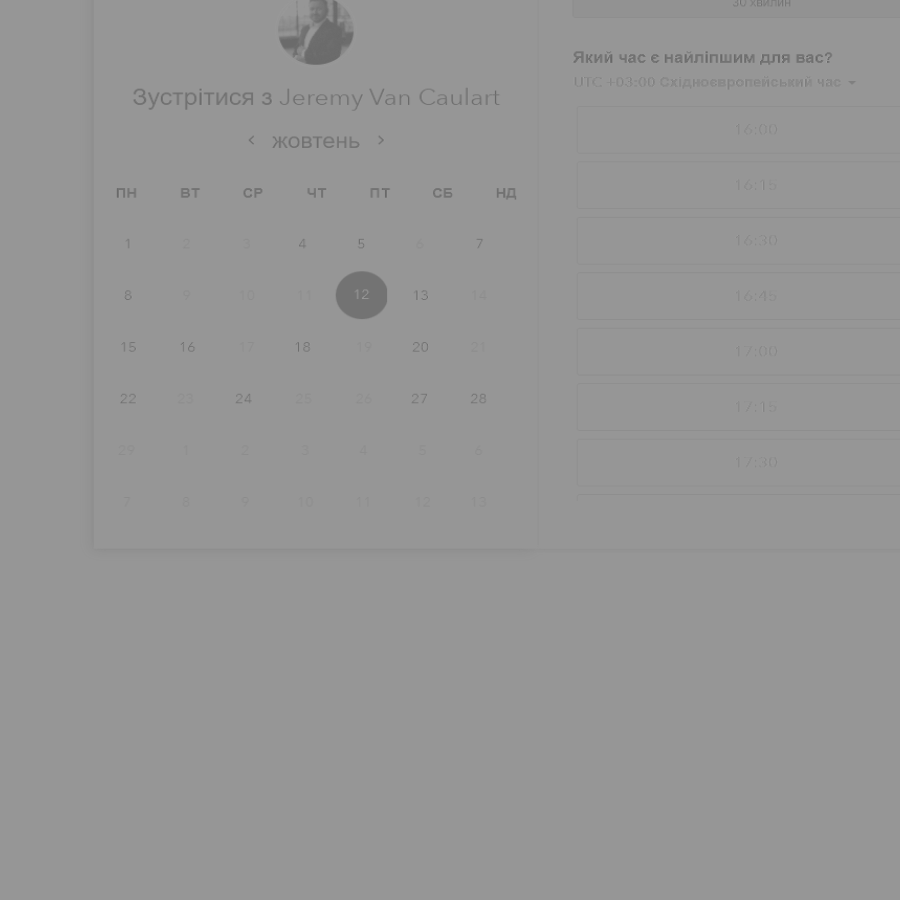 30 хвилин
Зустрітися з Jeremy Van Caulart
жовтень
ПН ВТ СР ЧТ ПТ СБ НД
1 2 3 4 5 6 7
8 9 10 11 12 13 14
15 16 17 18 19 20 21
22 23 24 25 26 27 28
29 1 2 3 4 5 6
7 8 9 10 11 12 13
Який час є найліпшим для вас?
UTC +03:00 Східноєвропейський час
16:00
16:15
16:30
16:45
17:00
17:15
17:30